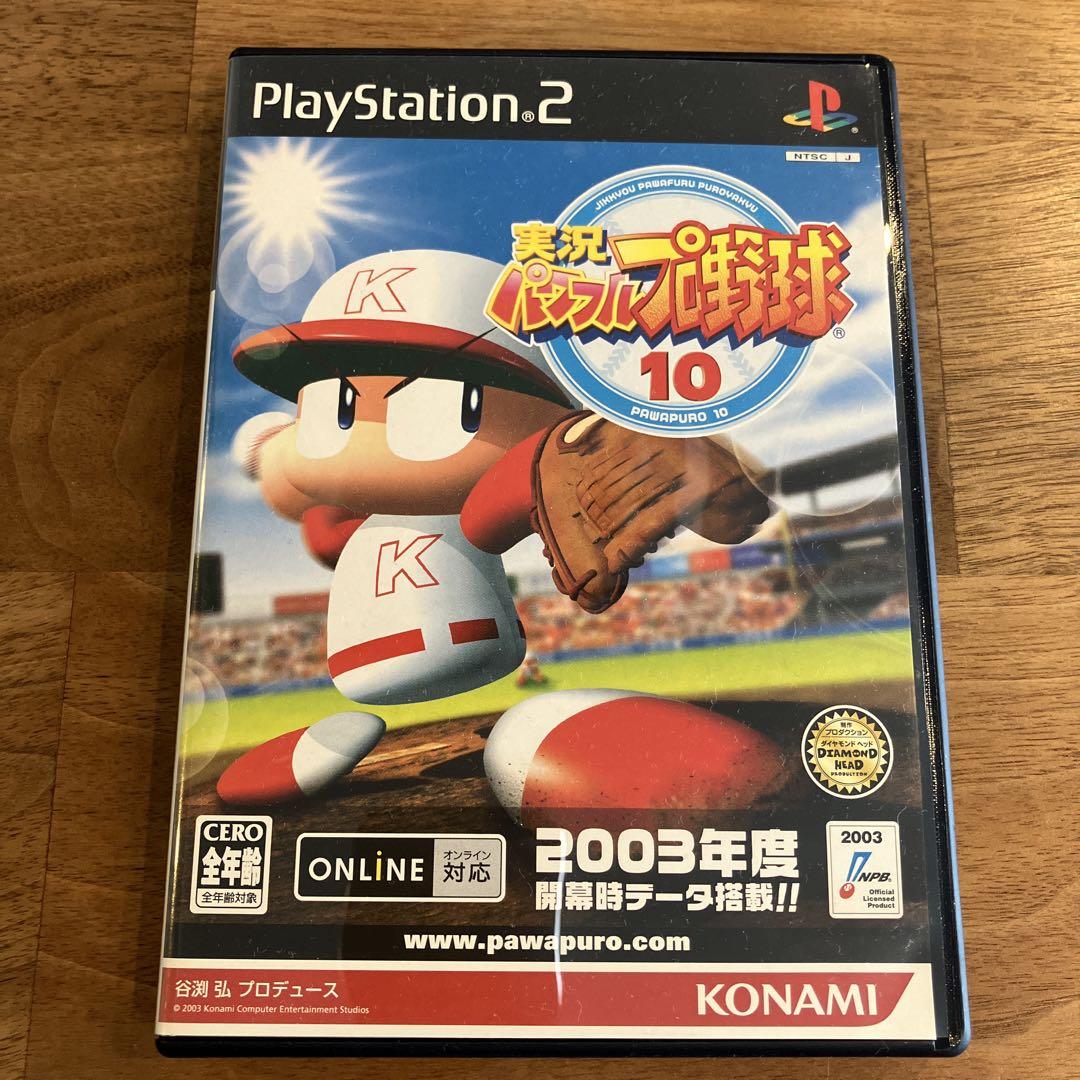 PlayStation®2
®
NTSC J
JIKKYOU PAWAFURU PUROYAKYU
実況
パワフルプロ野球®
10
PAWAPURO 10
K
K
制作
プロダクション
ダイヤモンドヘッド
DIAMOND
HEAD
PRODUCTION
CERO
全年齢
全年齢対象
ONLiNE
オンライン
対応
2003年度
開幕時データ搭載!!
2003
NPB®
Official
Licensed
Product
www.pawapuro.com
谷渕 弘 プロデュース
© 2003 Konami Computer Entertainment Studios
KONAMI